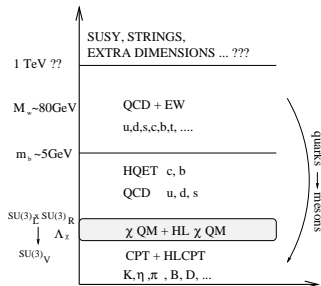 SUSY, STRINGS,
EXTRA DIMENSIONS ... ???
1 TeV ??
M_w~80GeV
QCD + EW
u,d,s,c,b,t, ....
m_b~5GeV
HQET c, b
QCD u, d, s
SU(3)_L × SU(3)_R
Λ_χ
χ QM + HL χ QM
SU(3)_V
CPT + HLCPT
K, η, π , B, D, ...
quarks → mesons